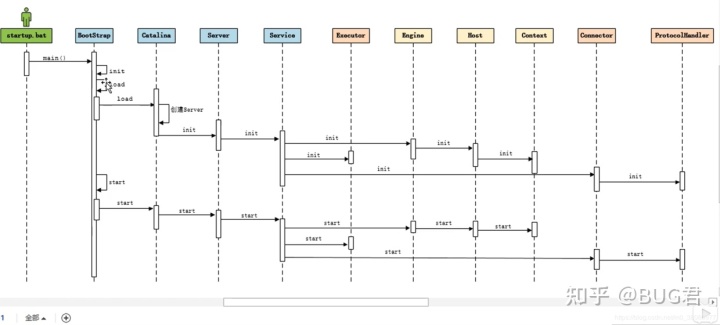 startup.bat BootStrap Catalina Server Service Executor Engine Host Context Connector ProtocolHandler
main()
init
load
load
创建Server
init
init
init
init
init
init
init
init
start
start
start
start
start
start
start
start
start
start
知乎 @BUG君
1 全部